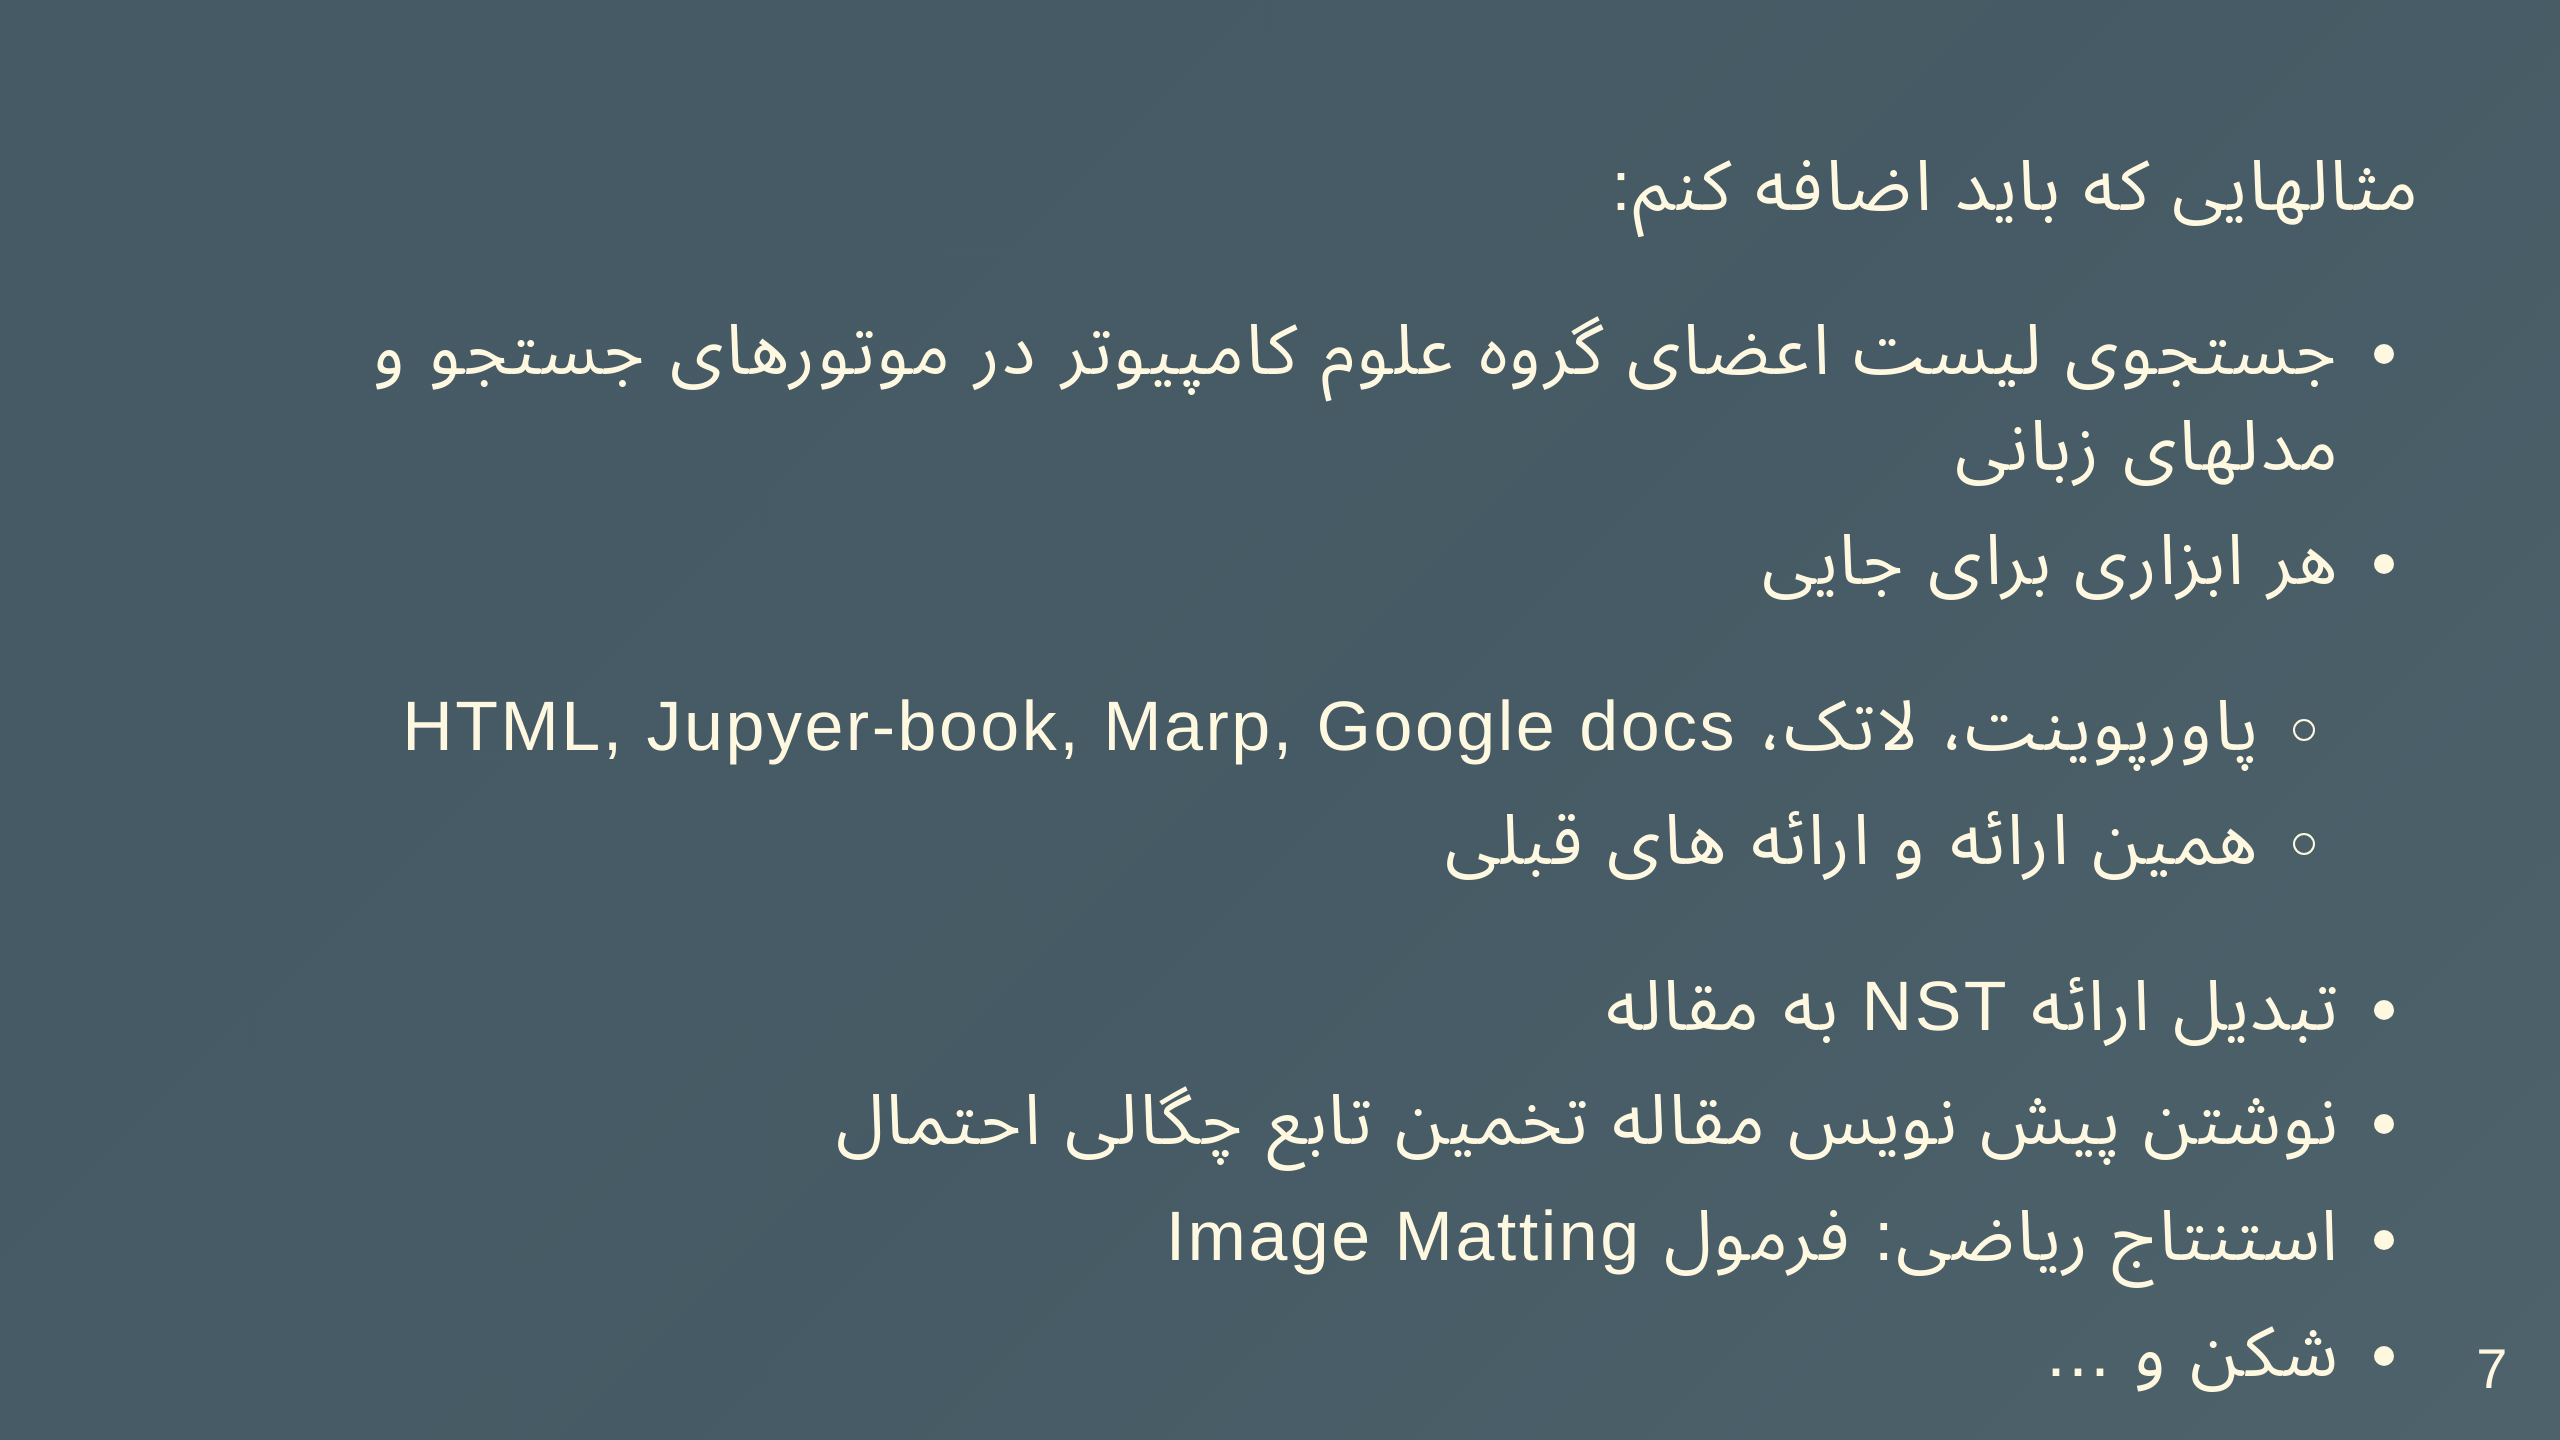 مثالهایی که باید اضافه کنم:
• جستجوی لیست اعضای گروه علوم کامپیوتر در موتورهای جستجو و
مدلهای زبانی
• هر ابزاری برای جایی
◦ پاورپوینت، لاتک، HTML, Jupyer-book, Marp, Google docs
◦ همین ارائه و ارائه های قبلی
• تبدیل ارائه NST به مقاله
• نوشتن پیش نویس مقاله تخمین تابع چگالی احتمال
• استنتاج ریاضی: فرمول Image Matting
• شکن و ...
7